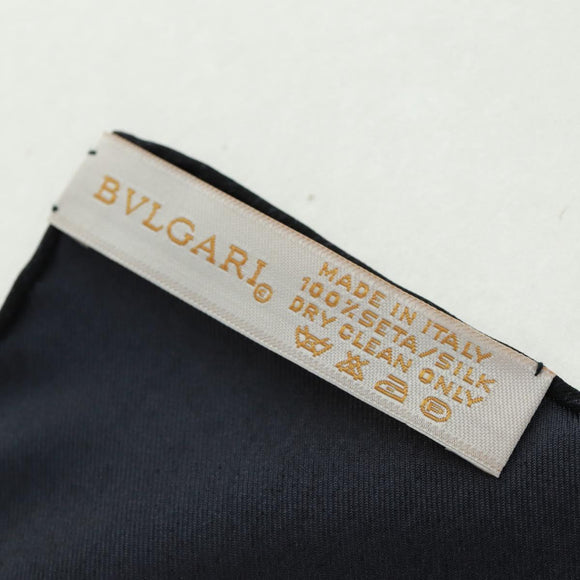 BVLGARI©
MADE IN ITALY
100% SETA/SILK
DRY CLEAN ONLY
P